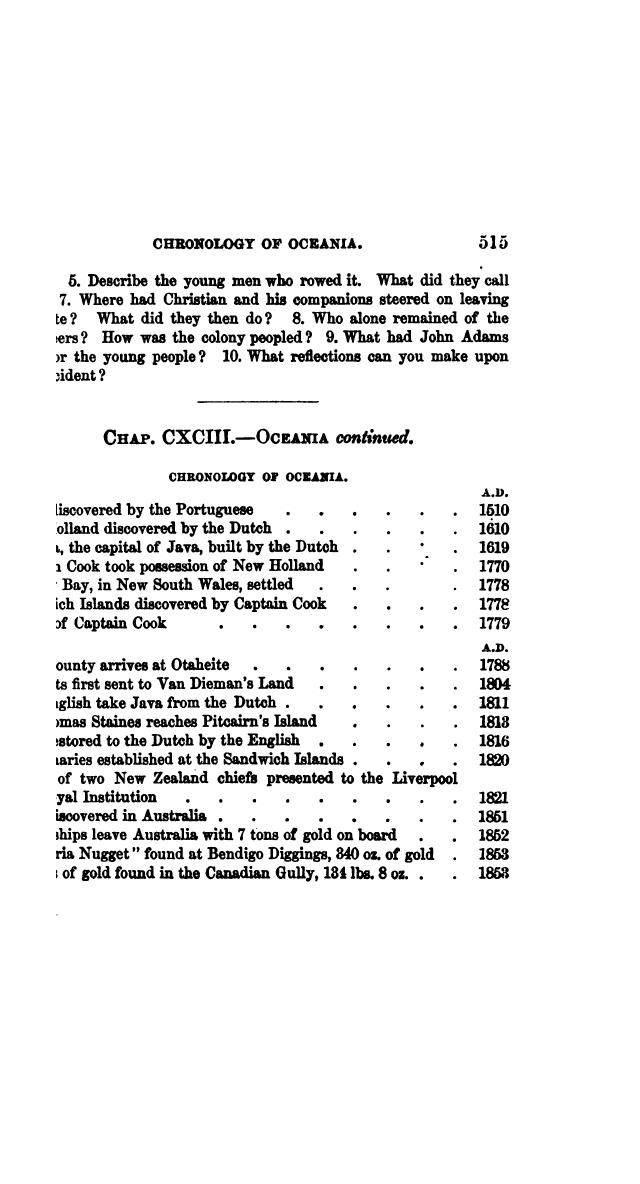 CHRONOLOGY OF OCEANIA. 515
5. Describe the young men who rowed it. What did they call
7. Where had Christian and his companions steered on leaving
te? What did they then do? 8. Who alone remained of the
ers? How was the colony peopled? 9. What had John Adams
or the young people? 10. What reflections can you make upon
cident?
CHAP. CXCIII.—OCEANIA continued.
CHRONOLOGY OF OCEANIA.
A.D.
discovered by the Portuguese . . . . . . 1510
olland discovered by the Dutch . . . . . . 1610
a, the capital of Java, built by the Dutch . . . . 1619
n Cook took possession of New Holland . . . . 1770
Bay, in New South Wales, settled . . . . 1778
ich Islands discovered by Captain Cook . . . . 1778
of Captain Cook . . . . . . . . 1779
A.D.
ounty arrives at Otaheite . . . . . . . 1788
ts first sent to Van Dieman's Land . . . . . 1804
nglish take Java from the Dutch . . . . . . 1811
omas Staines reaches Pitcairn's Island . . . . 1813
estored to the Dutch by the English . . . . . 1816
naries established at the Sandwich Islands . . . . 1820
of two New Zealand chiefs presented to the Liverpool
yal Institution . . . . . . . . . 1821
iscovered in Australia . . . . . . . . 1851
ships leave Australia with 7 tons of gold on board . . 1852
ria Nugget" found at Bendigo Diggings, 340 oz. of gold . 1853
s of gold found in the Canadian Gully, 134 lbs. 8 oz. . . 1853